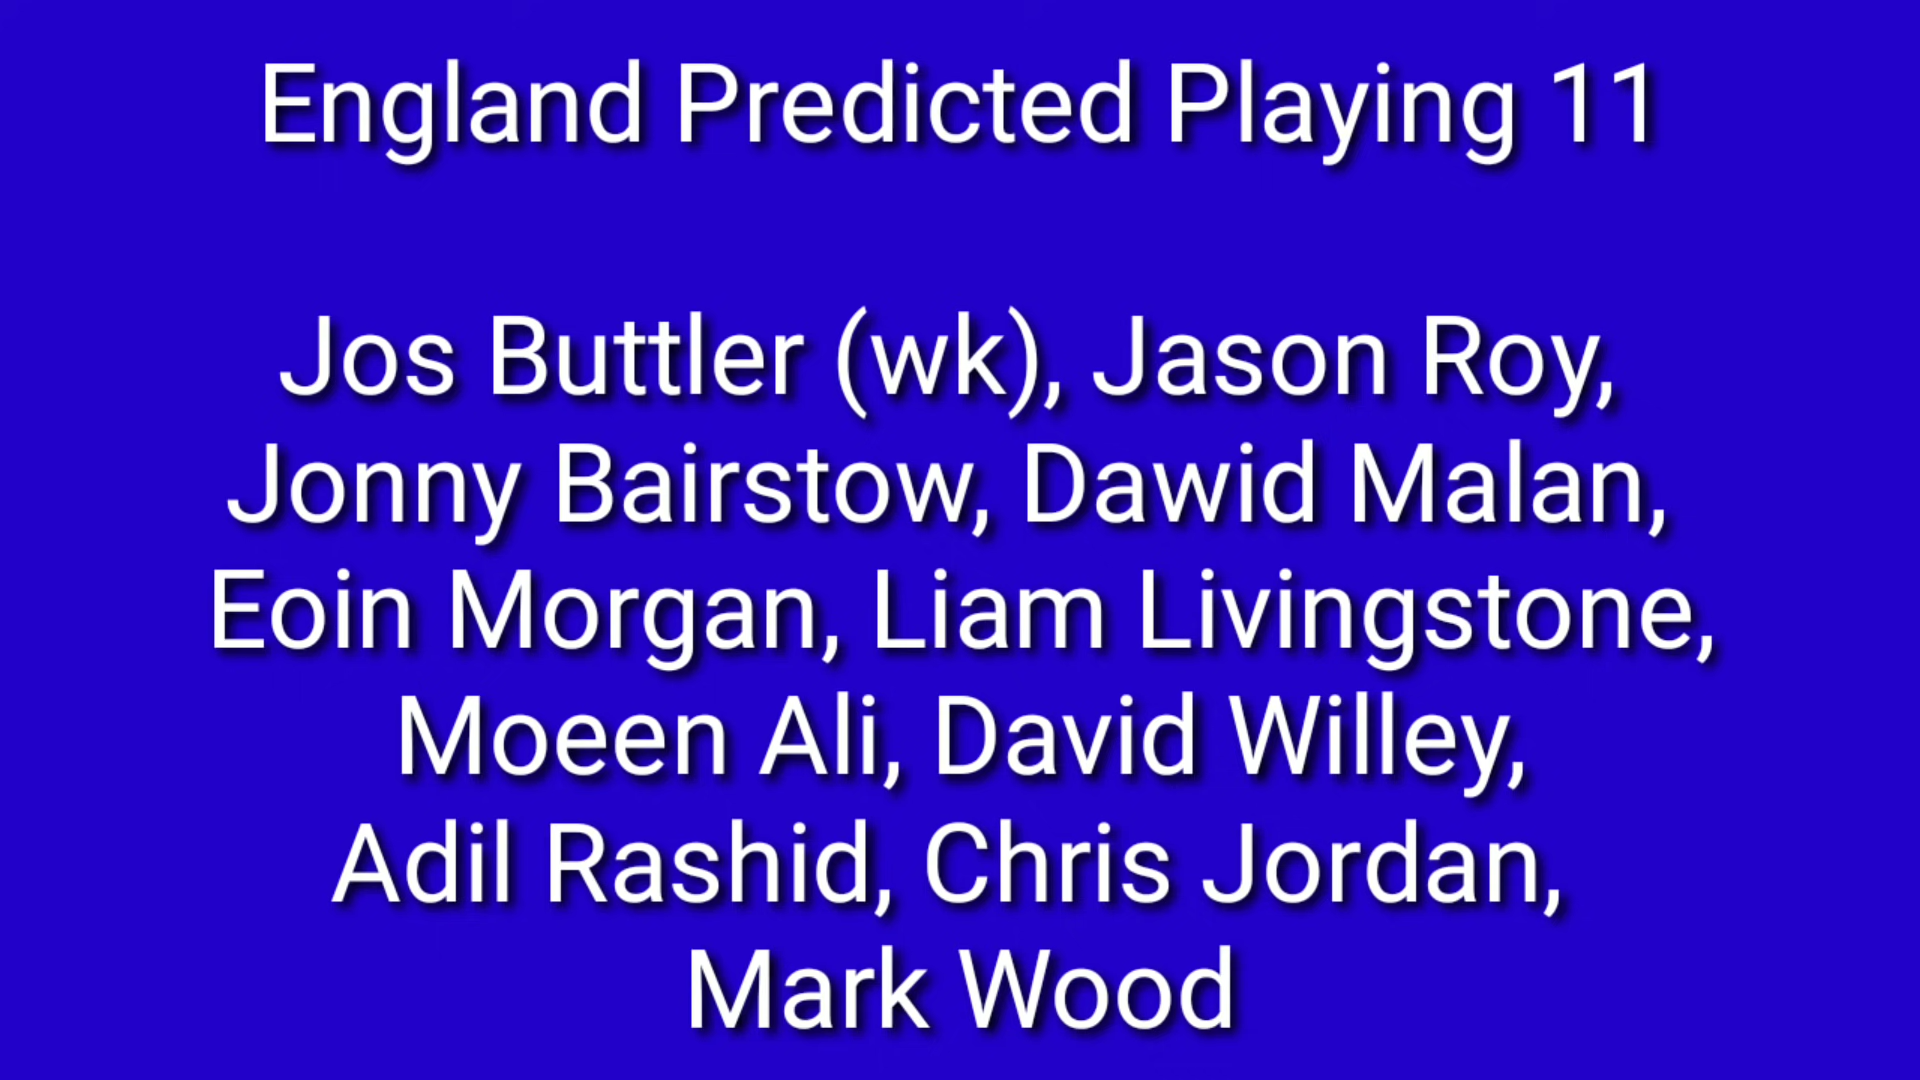 England Predicted Playing 11
Jos Buttler (wk), Jason Roy,
Jonny Bairstow, Dawid Malan,
Eoin Morgan, Liam Livingstone,
Moeen Ali, David Willey,
Adil Rashid, Chris Jordan,
Mark Wood